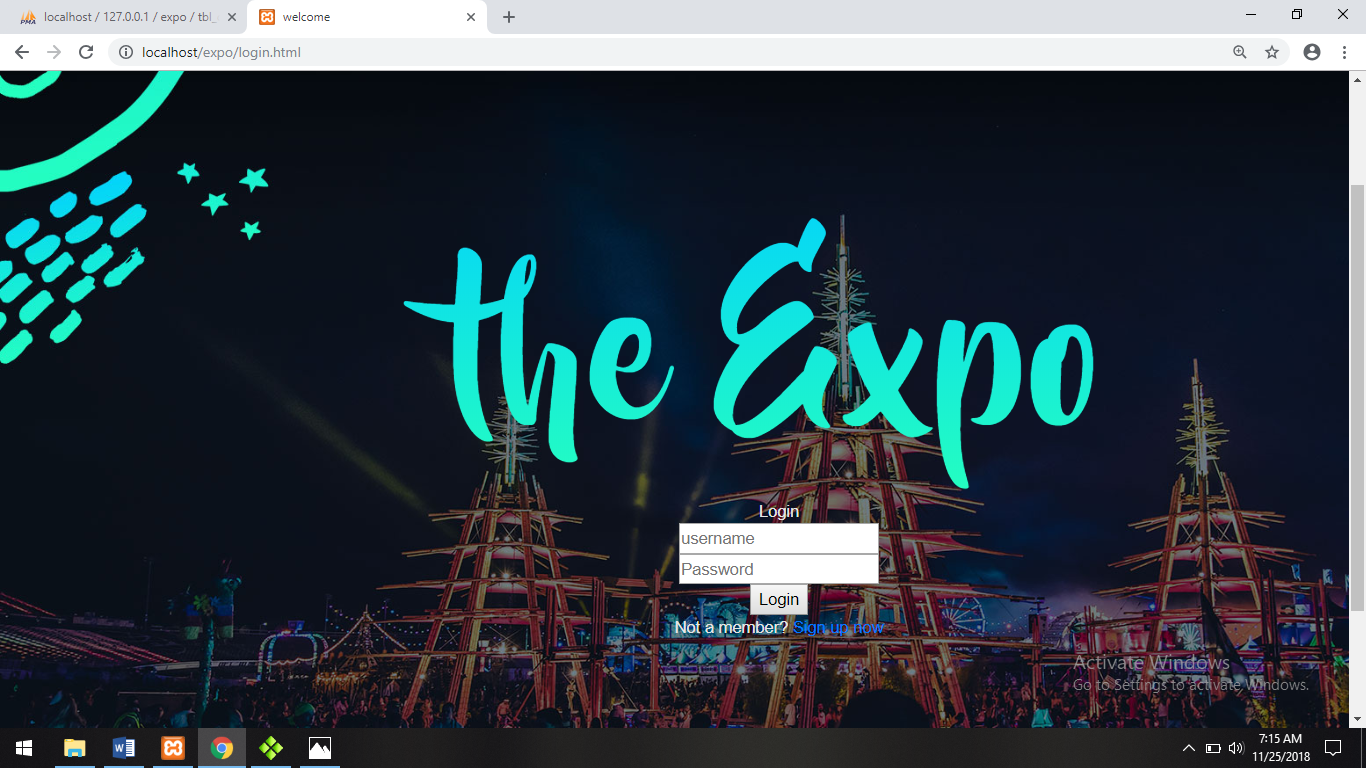 PMA
localhost / 127.0.0.1 / expo / tbl_
welcome
localhost/expo/login.html
the Expo
Login
username
Password
Login
Not a member? Sign up now
Activate Windows
Go to Settings to activate Windows.
7:15 AM
11/25/2018